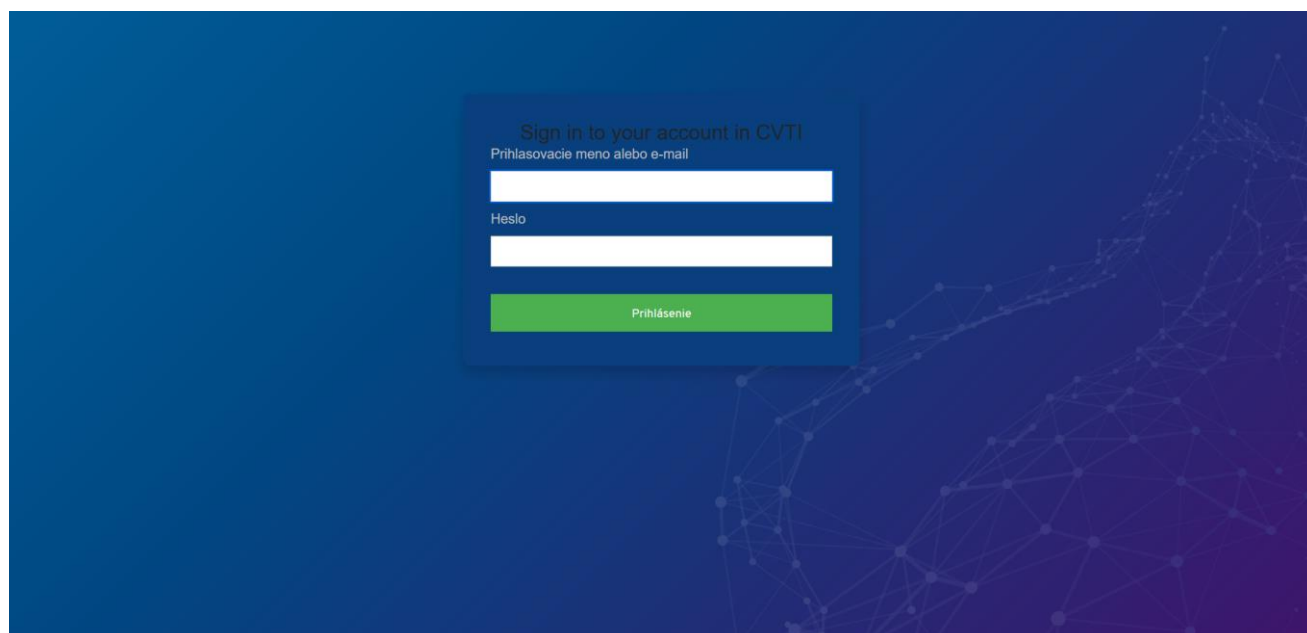 Sign in to your account in CVTI
Prihlasovacie meno alebo e-mail
Heslo
Prihlásenie